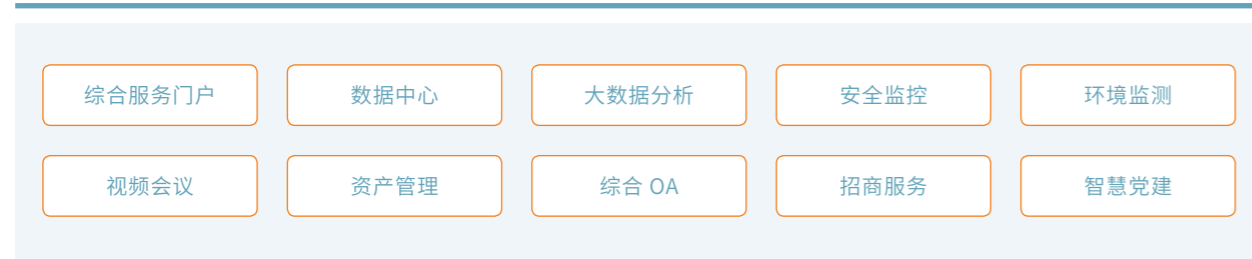 综合服务门户
数据中心
大数据分析
安全监控
环境监测
视频会议
资产管理
综合 OA
招商服务
智慧党建